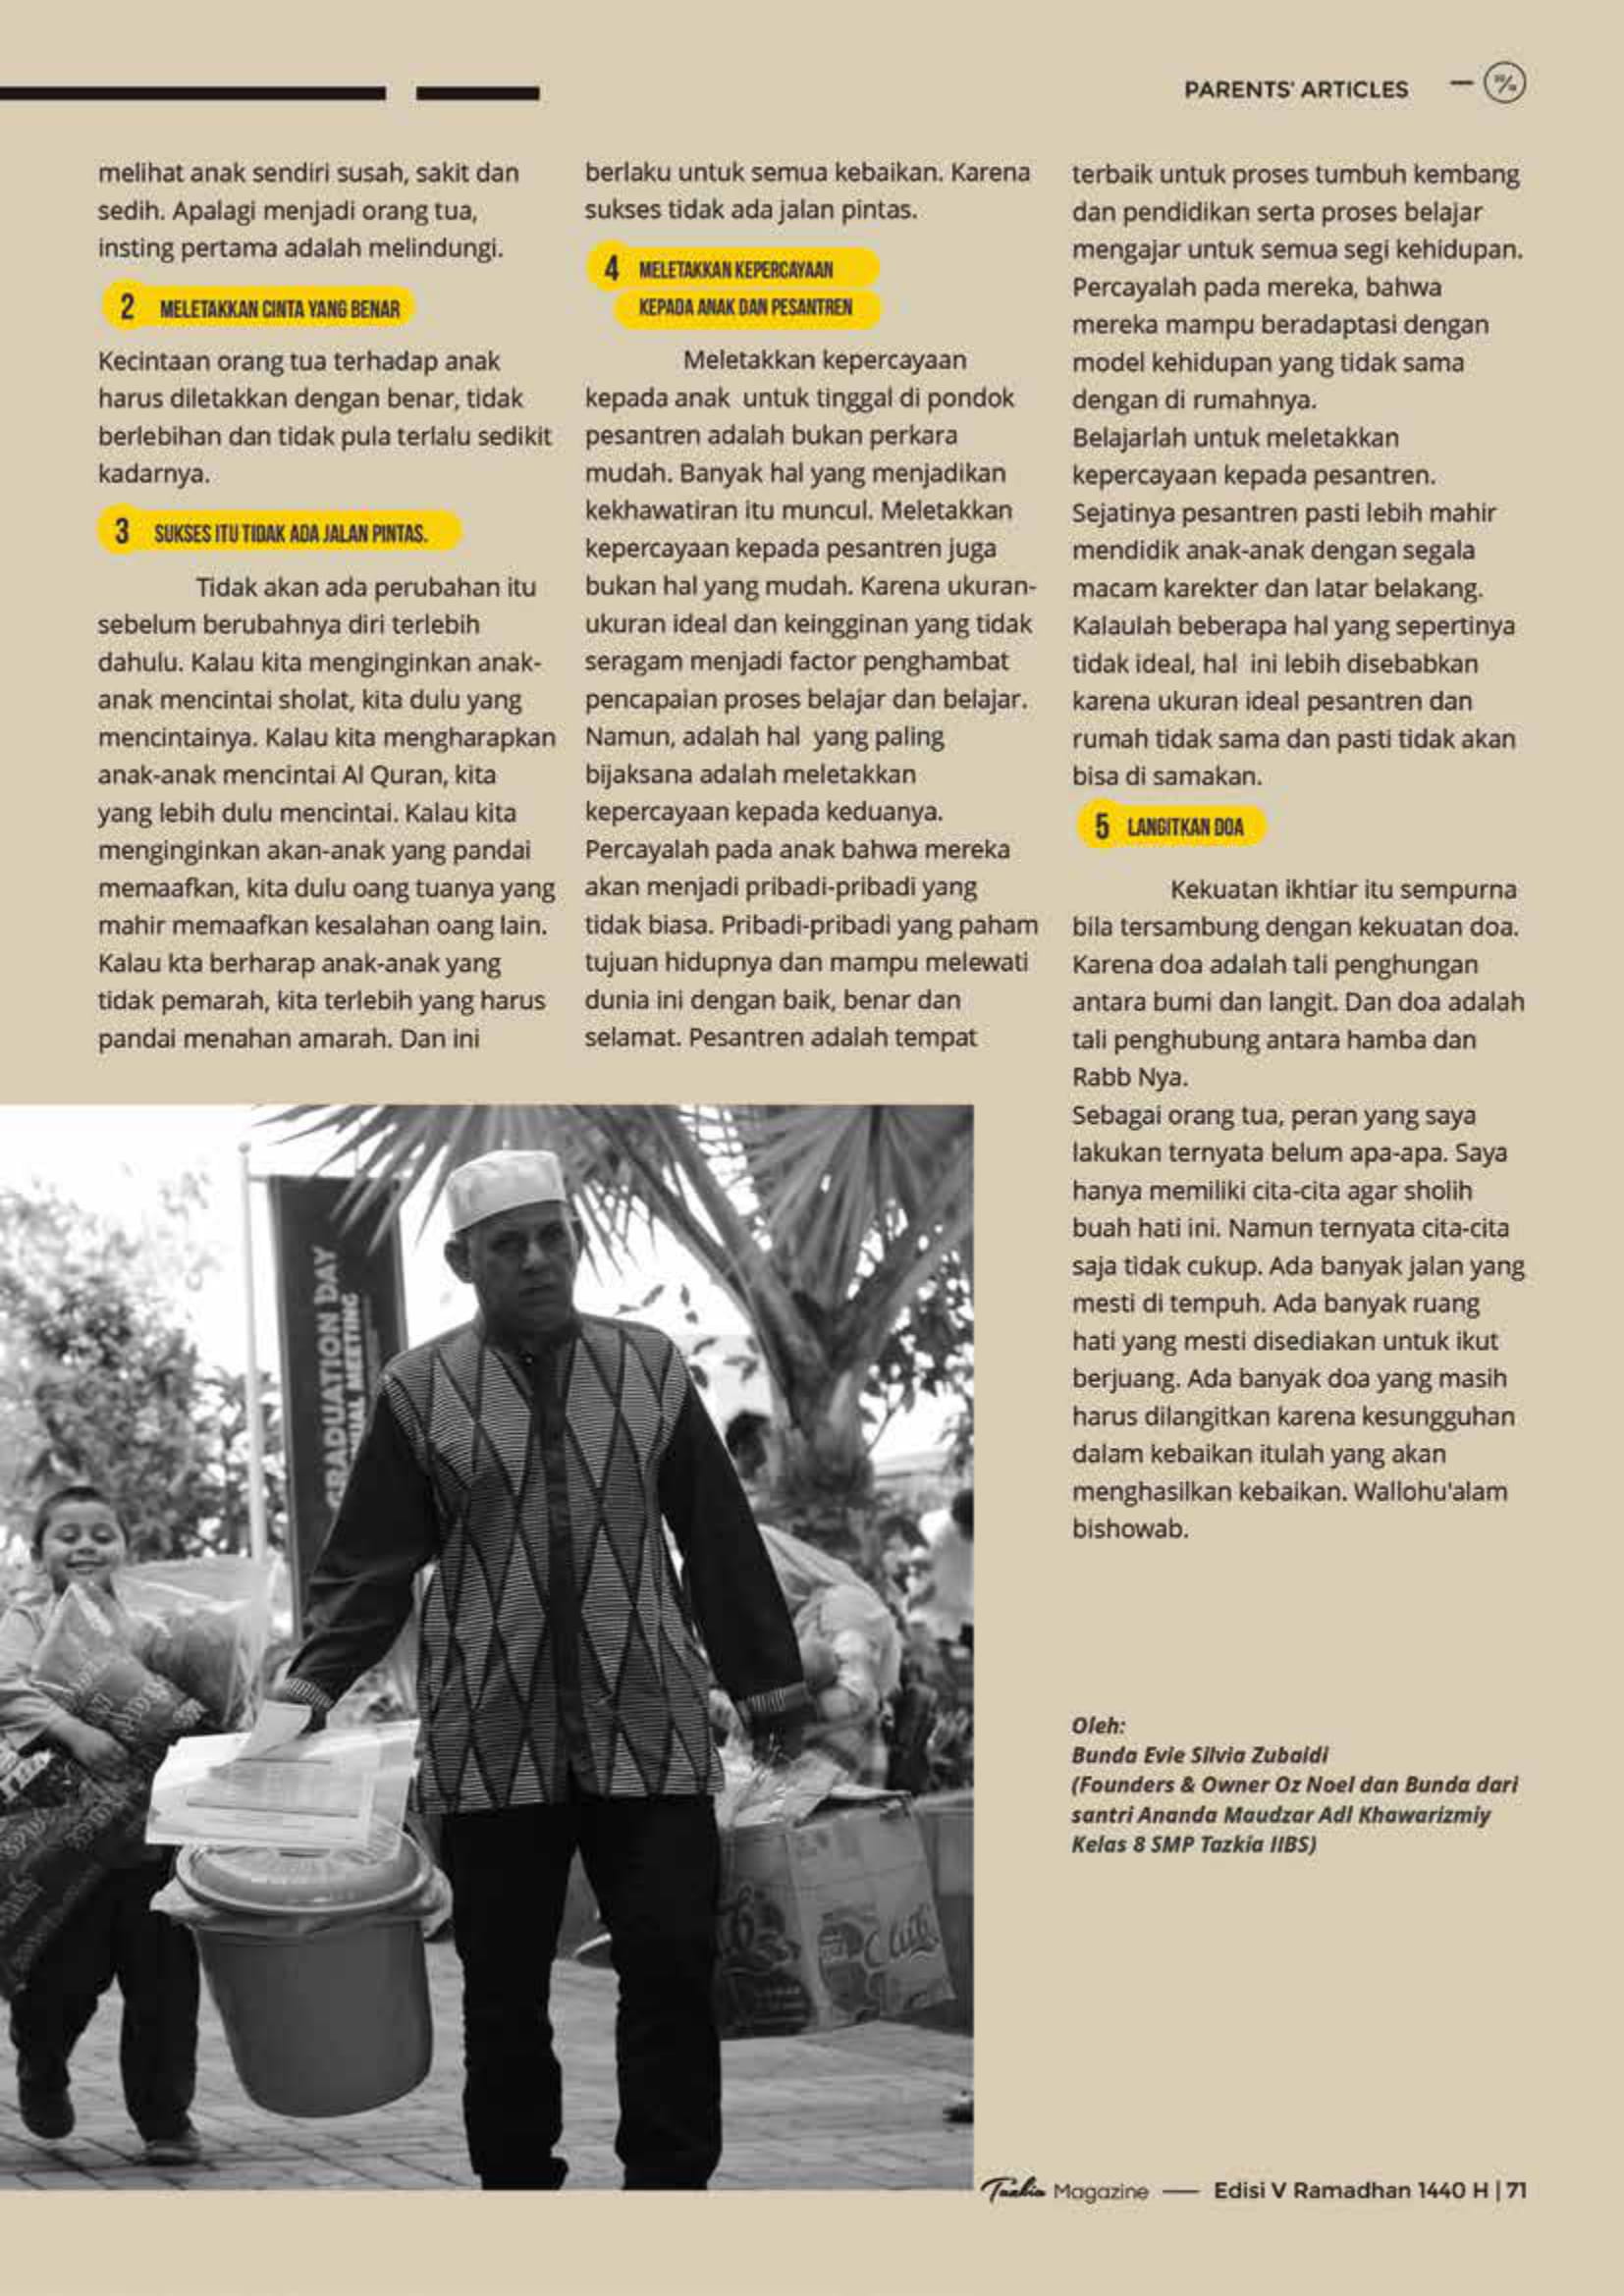 PARENTS' ARTICLES
melihat anak sendiri susah, sakit dan
sedih. Apalagi menjadi orang tua,
insting pertama adalah melindungi.
2 MELETAKKAN CINTA YANG BENAR
Kecintaan orang tua terhadap anak
harus diletakkan dengan benar, tidak
berlebihan dan tidak pula terlalu sedikit
kadarnya.
3 SUKSES ITU TIDAK ADA JALAN PINTAS.
Tidak akan ada perubahan itu
sebelum berubahnya diri terlebih
dahulu. Kalau kita menginginkan anak-
anak mencintai sholat, kita dulu yang
mencintainya. Kalau kita mengharapkan
anak-anak mencintai Al Quran, kita
yang lebih dulu mencintai. Kalau kita
menginginkan akan-anak yang pandai
memaafkan, kita dulu oang tuanya yang
mahir memaafkan kesalahan oang lain.
Kalau kta berharap anak-anak yang
tidak pemarah, kita terlebih yang harus
pandai menahan amarah. Dan ini
berlaku untuk semua kebaikan. Karena
sukses tidak ada jalan pintas.
4 MELETAKKAN KEPERCAYAAN
KEPADA ANAK DAN PESANTREN
Meletakkan kepercayaan
kepada anak untuk tinggal di pondok
pesantren adalah bukan perkara
mudah. Banyak hal yang menjadikan
kekhawatiran itu muncul. Meletakkan
kepercayaan kepada pesantren juga
bukan hal yang mudah. Karena ukuran-
ukuran ideal dan keingginan yang tidak
seragam menjadi factor penghambat
pencapaian proses belajar dan belajar.
Namun, adalah hal yang paling
bijaksana adalah meletakkan
kepercayaan kepada keduanya.
Percayalah pada anak bahwa mereka
akan menjadi pribadi-pribadi yang
tidak biasa. Pribadi-pribadi yang paham
tujuan hidupnya dan mampu melewati
dunia ini dengan baik, benar dan
selamat. Pesantren adalah tempat
terbaik untuk proses tumbuh kembang
dan pendidikan serta proses belajar
mengajar untuk semua segi kehidupan.
Percayalah pada mereka, bahwa
mereka mampu beradaptasi dengan
model kehidupan yang tidak sama
dengan di rumahnya.
Belajarlah untuk meletakkan
kepercayaan kepada pesantren.
Sejatinya pesantren pasti lebih mahir
mendidik anak-anak dengan segala
macam karekter dan latar belakang.
Kalaulah beberapa hal yang sepertinya
tidak ideal, hal ini lebih disebabkan
karena ukuran ideal pesantren dan
rumah tidak sama dan pasti tidak akan
bisa di samakan.
5 LANGITKAN DOA
Kekuatan ikhtiar itu sempurna
bila tersambung dengan kekuatan doa.
Karena doa adalah tali penghungan
antara bumi dan langit. Dan doa adalah
tali penghubung antara hamba dan
Rabb Nya.
Sebagai orang tua, peran yang saya
lakukan ternyata belum apa-apa. Saya
hanya memiliki cita-cita agar sholih
buah hati ini. Namun ternyata cita-cita
saja tidak cukup. Ada banyak jalan yang
mesti di tempuh. Ada banyak ruang
hati yang mesti disediakan untuk ikut
berjuang. Ada banyak doa yang masih
harus dilangitkan karena kesungguhan
dalam kebaikan itulah yang akan
menghasilkan kebaikan. Wallohu'alam
bishowab.
GRADUATION DAY
MEETING
Oleh:
Bunda Evie Silvia Zubaidi
(Founders & Owner Oz Noel dan Bunda dari
santri Ananda Maudzar Adl Khawarizmiy
Kelas 8 SMP Tazkia IIBS)
Tazkia Magazine — Edisi V Ramadhan 1440 H | 71